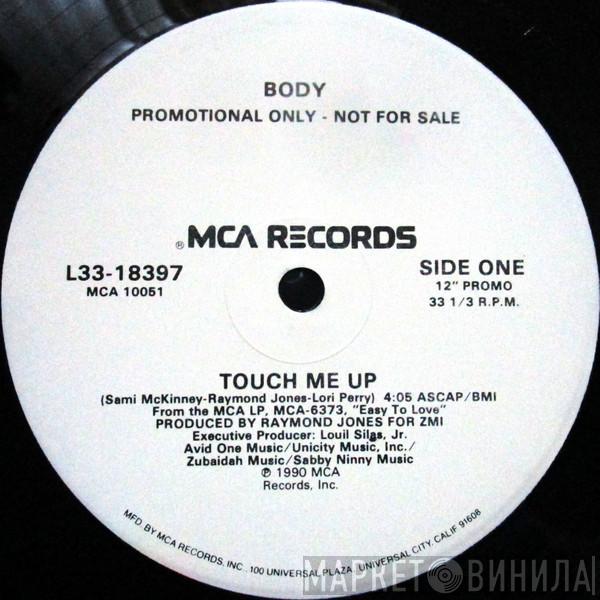 BODY
PROMOTIONAL ONLY - NOT FOR SALE
® MCA RECORDS
L33-18397
MCA 10051
SIDE ONE
12" PROMO
33 1/3 R.P.M.
TOUCH ME UP
(Sami McKinney-Raymond Jones-Lori Perry) 4:05 ASCAP/BMI
From the MCA LP, MCA-6373, "Easy To Love"
PRODUCED BY RAYMOND JONES FOR ZMI
Executive Producer: Louil Silas, Jr.
Avid One Music/Unicity Music, Inc./
Zubaidah Music/Sabby Ninny Music
℗ 1990 MCA
Records, Inc.
MFD. BY MCA RECORDS, INC., 100 UNIVERSAL PLAZA, UNIVERSAL CITY, CALIF 91608
МАРКЕТ ВИНИЛА